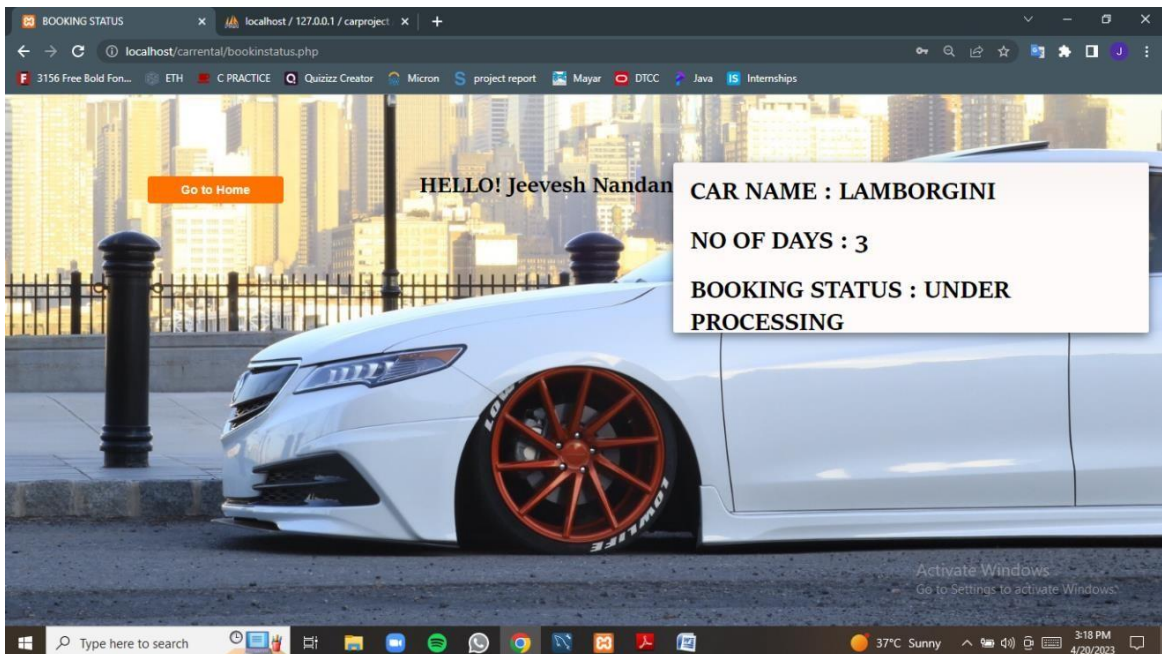 BOOKING STATUS
localhost / 127.0.0.1 / carproject
localhost/carrental/bookinstatus.php
3156 Free Bold Fon...
ETH
C PRACTICE
Quizizz Creator
Micron
project report
Mayar
DTCC
Java
IS
Internships
Go to Home
HELLO! Jeevesh Nandan
CAR NAME : LAMBORGINI
NO OF DAYS : 3
BOOKING STATUS : UNDER
PROCESSING
LOW
LOWLIFE
Activate Windows
Go to Settings to activate Windows.
Type here to search
37°C Sunny
3:18 PM
4/20/2023